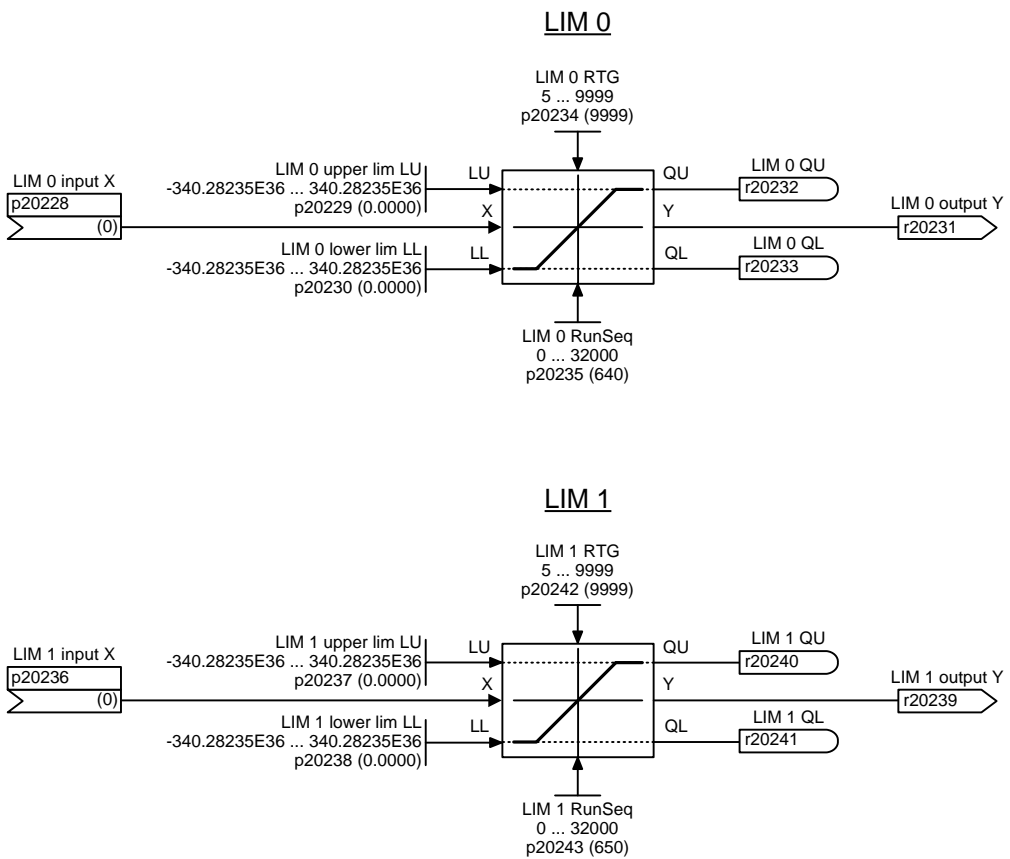 LIM 0
LIM 0 RTG
5 ... 9999
p20234 (9999)
LIM 0 input X
p20228
(0)
LIM 0 upper lim LU
-340.28235E36 ... 340.28235E36
p20229 (0.0000)
LIM 0 lower lim LL
-340.28235E36 ... 340.28235E36
p20230 (0.0000)
LU
X
LL
QU
Y
QL
LIM 0 QU
r20232
LIM 0 QL
r20233
LIM 0 output Y
r20231
LIM 0 RunSeq
0 ... 32000
p20235 (640)
LIM 1
LIM 1 RTG
5 ... 9999
p20242 (9999)
LIM 1 input X
p20236
(0)
LIM 1 upper lim LU
-340.28235E36 ... 340.28235E36
p20237 (0.0000)
LIM 1 lower lim LL
-340.28235E36 ... 340.28235E36
p20238 (0.0000)
LU
X
LL
QU
Y
QL
LIM 1 QU
r20240
LIM 1 QL
r20241
LIM 1 output Y
r20239
LIM 1 RunSeq
0 ... 32000
p20243 (650)